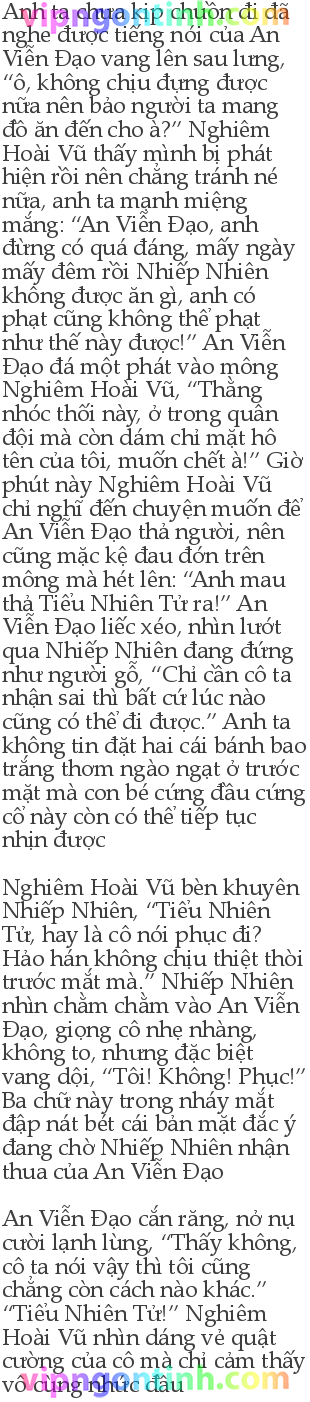 Anh ta chưa kịp chuồn đi đã
vipngontinh.com
nghe được tiếng nói của An
Viễn Đạo vang lên sau lưng,
“ô, không chịu đựng được
nữa nên bảo người ta mang
đồ ăn đến cho à?” Nghiêm
Hoài Vũ thấy mình bị phát
hiện rồi nên chẳng tránh né
nữa, anh ta mạnh miệng
mắng: “An Viễn Đạo, anh
đừng có quá đáng, mấy ngày
mấy đêm rồi Nhiếp Nhiên
không được ăn gì, anh có
phạt cũng không thể phạt
như thế này được!” An Viễn
Đạo đá một phát vào mông
Nghiêm Hoài Vũ, “Thằng
nhóc thối này, ở trong quân
đội mà còn dám chỉ mặt hô
tên của tôi, muốn chết à!” Giờ
phút này Nghiêm Hoài Vũ
chỉ nghĩ đến chuyện muốn để
An Viễn Đạo thả người, nên
cũng mặc kệ đau đớn trên
mông mà hét lên: “Anh mau
thả Tiểu Nhiên Tử ra!” An
Viễn Đạo liếc xéo, nhìn lướt
qua Nhiếp Nhiên đang đứng
như người gỗ, “Chỉ cần cô ta
nhận sai thì bất cứ lúc nào
cũng có thể đi được.” Anh ta
không tin đặt hai cái bánh bao
trắng thơm ngào ngạt ở trước
mặt mà con bé cứng đầu cứng
cổ này còn có thể tiếp tục
nhịn được
Nghiêm Hoài Vũ bèn khuyên
Nhiếp Nhiên, “Tiểu Nhiên
Tử, hay là cô nói phục đi?
Hảo hán không chịu thiệt thòi
trước mắt mà.” Nhiếp Nhiên
nhìn chằm chằm vào An Viễn
Đạo, giọng cô nhẹ nhàng,
không to, nhưng đặc biệt
vang dội, “Tôi! Không! Phục!”
Ba chữ này trong nháy mắt
đập nát bét cái bản mặt đắc ý
đang chờ Nhiếp Nhiên nhận
thua của An Viễn Đạo
An Viễn Đạo cắn răng, nở nụ
cười lạnh lùng, “Thấy không,
cô ta nói vậy thì tôi cũng
chẳng còn cách nào khác.”
“Tiểu Nhiên Tử!” Nghiêm
Hoài Vũ nhìn dáng vẻ quật
cường của cô mà chỉ cảm thấy
vô cùng nhức đầu
vipngontinh.com